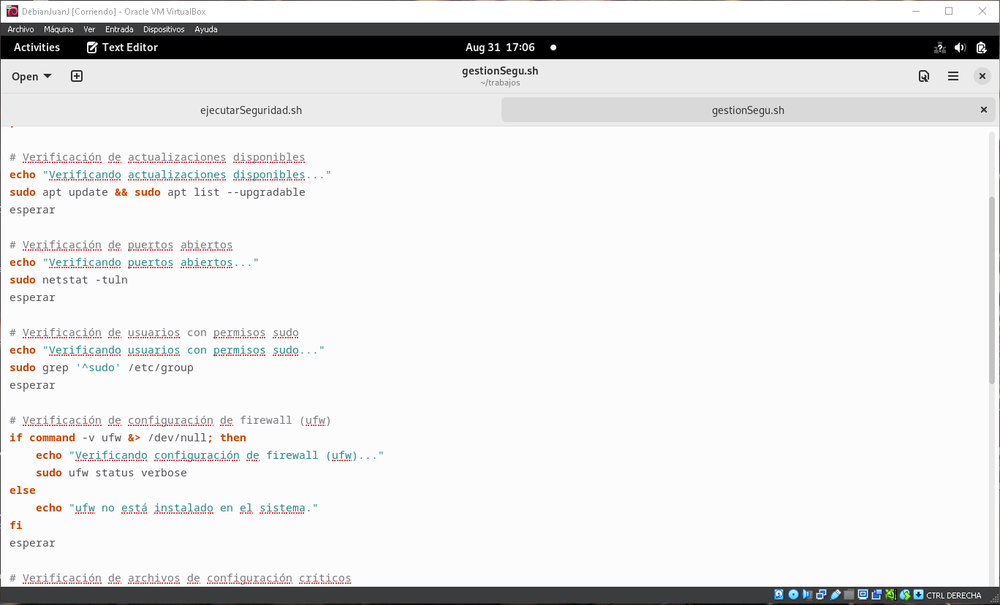 DebianJuanJ [Corriendo] - Oracle VM VirtualBox
Archivo Máquina Ver Entrada Dispositivos Ayuda
Activities Text Editor Aug 31 17:06
Open gestionSegu.sh
~/trabajos
ejecutarSeguridad.sh gestionSegu.sh
# Verificación de actualizaciones disponibles
echo "Verificando actualizaciones disponibles..."
sudo apt update && sudo apt list --upgradable
esperar
# Verificación de puertos abiertos
echo "Verificando puertos abiertos..."
sudo netstat -tuln
esperar
# Verificación de usuarios con permisos sudo
echo "Verificando usuarios con permisos sudo..."
sudo grep '^sudo' /etc/group
esperar
# Verificación de configuración de firewall (ufw)
if command -v ufw &> /dev/null; then
    echo "Verificando configuración de firewall (ufw)..."
    sudo ufw status verbose
else
    echo "ufw no está instalado en el sistema."
fi
esperar
# Verificación de archivos de configuración críticos
CTRL DERECHA